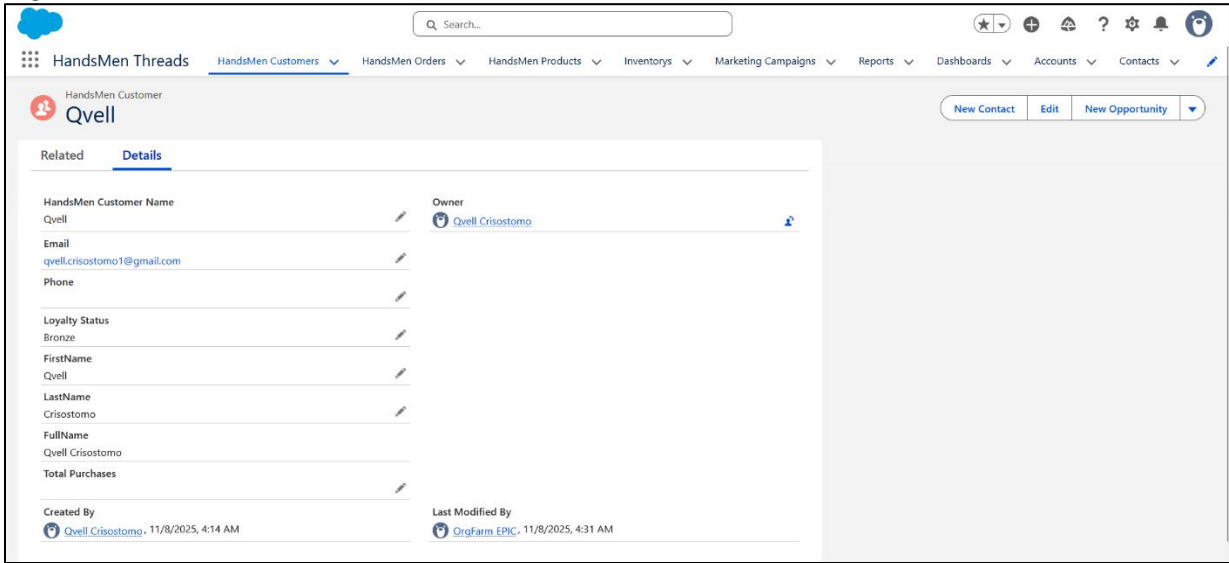 Search...
HandsMen Threads HandsMen Customers HandsMen Orders HandsMen Products Inventorys Marketing Campaigns Reports Dashboards Accounts Contacts
HandsMen Customer
Qvell
New Contact Edit New Opportunity
Related Details
HandsMen Customer Name
Qvell
Owner
Qvell Crisostomo
Email
qvell.crisostomo1@gmail.com
Phone
Loyalty Status
Bronze
FirstName
Qvell
LastName
Crisostomo
FullName
Qvell Crisostomo
Total Purchases
Created By
Qvell Crisostomo, 11/8/2025, 4:14 AM
Last Modified By
OrgFarm EPIC, 11/8/2025, 4:31 AM